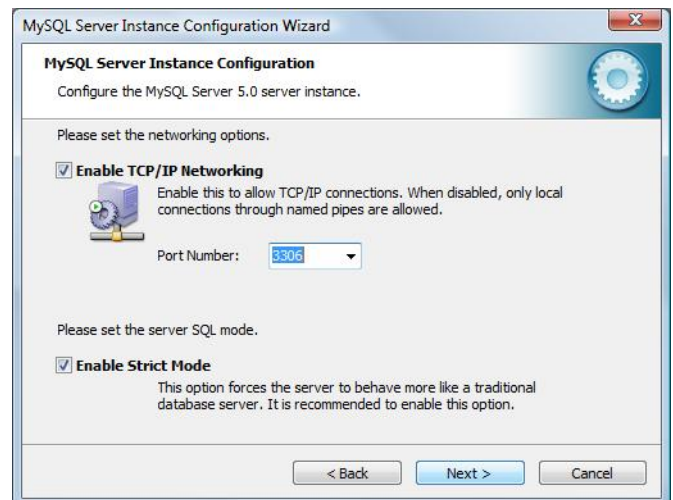 MySQL Server Instance Configuration Wizard
MySQL Server Instance Configuration
Configure the MySQL Server 5.0 server instance.
Please set the networking options.
Enable TCP/IP Networking
Enable this to allow TCP/IP connections. When disabled, only local
connections through named pipes are allowed.
Port Number: 3306
Please set the server SQL mode.
Enable Strict Mode
This option forces the server to behave more like a traditional
database server. It is recommended to enable this option.
< Back Next > Cancel